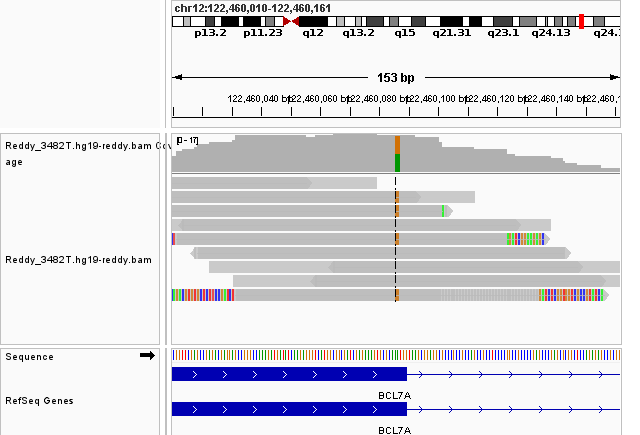 chr12:122,460,010-122,460,161
p13.2 p11.23 q12 q13.2 q15 q21.31 q23.1 q24.13 q24.
153 bp
122,460,040 bp 122,460,060 bp 122,460,080 bp 122,460,100 bp 122,460,120 bp 122,460,140 bp 122,460,1
Reddy_3482T.hg19-reddy.bam Cov
age
[0 - 17]
Reddy_3482T.hg19-reddy.bam
Sequence
BCL7A
RefSeq Genes
BCL7A